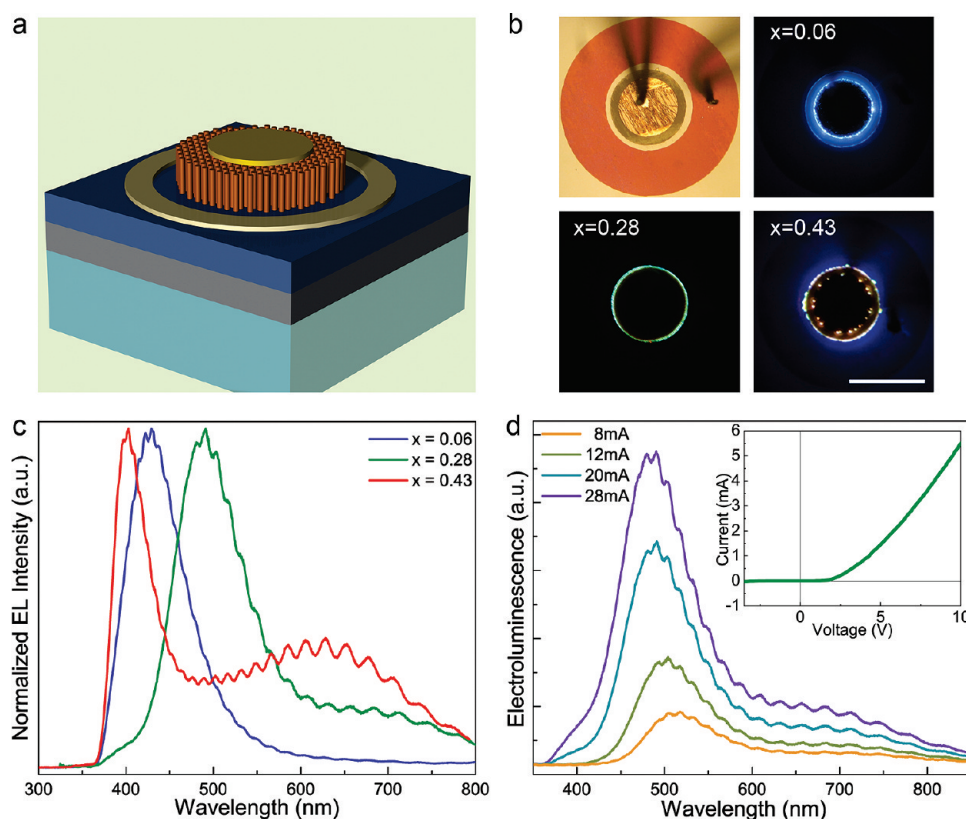 a
b
x=0.06
x=0.28
x=0.43
c
Normalized EL Intensity (a.u.)
x = 0.06
x = 0.28
x = 0.43
300 400 500 600 700 800
Wavelength (nm)
d
Electroluminescence (a.u.)
8mA
12mA
20mA
28mA
Current (mA)
6
5
4
3
2
1
0
-1
0 5 10
Voltage (V)
400 500 600 700 800
Wavelength (nm)